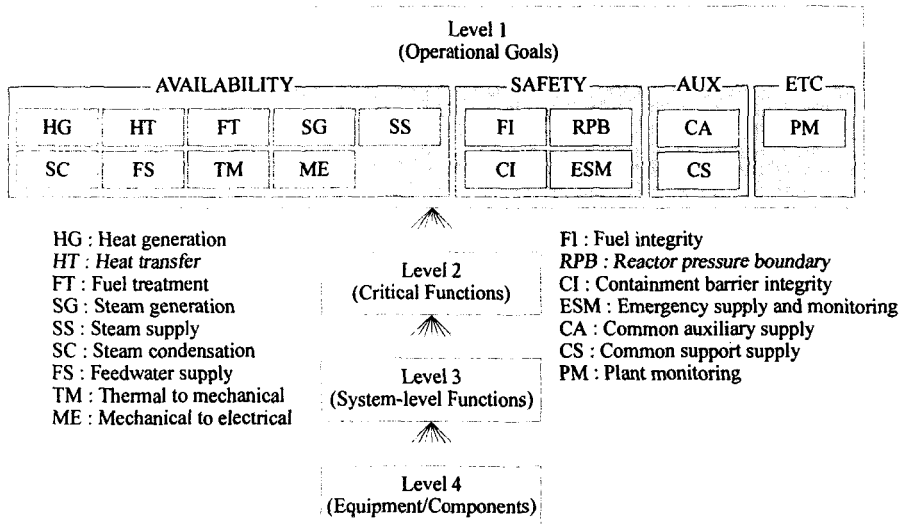 Level 1
(Operational Goals)
AVAILABILITY SAFETY AUX ETC
HG HT FT SG SS FI RPB CA PM
SC FS TM ME CI ESM CS
HG : Heat generation
HT : Heat transfer
FT : Fuel treatment
SG : Steam generation
SS : Steam supply
SC : Steam condensation
FS : Feedwater supply
TM : Thermal to mechanical
ME : Mechanical to electrical
Level 2
(Critical Functions)
Level 3
(System-level Functions)
Level 4
(Equipment/Components)
FI : Fuel integrity
RPB : Reactor pressure boundary
CI : Containment barrier integrity
ESM : Emergency supply and monitoring
CA : Common auxiliary supply
CS : Common support supply
PM : Plant monitoring